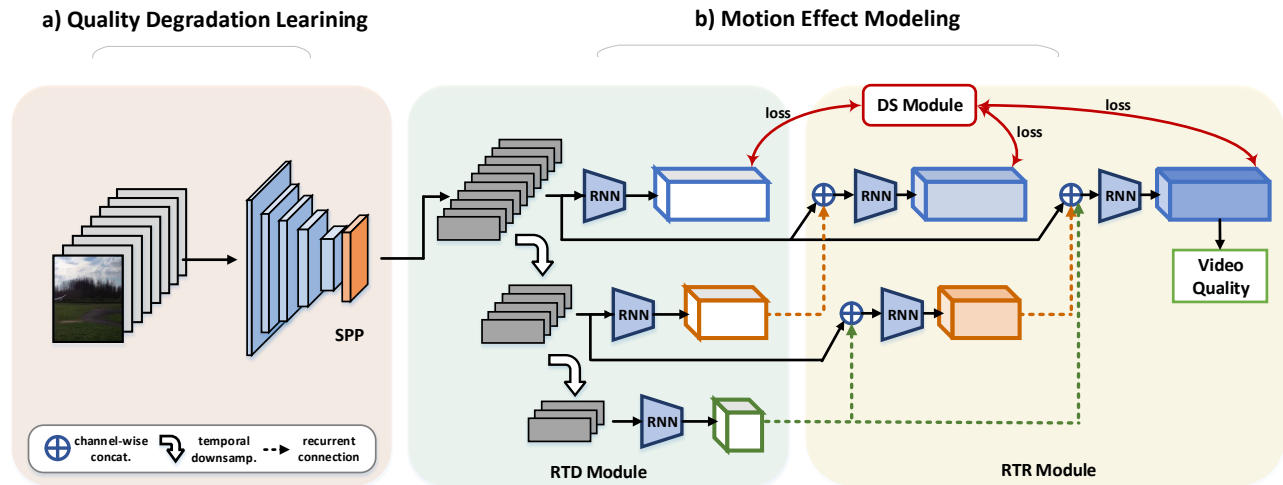 a) Quality Degradation Learining
b) Motion Effect Modeling
DS Module
loss
loss
loss
RNN
RNN
RNN
SPP
Video
Quality
RNN
RNN
RNN
channel-wise
concat.
temporal
downsamp.
recurrent
connection
RTD Module
RTR Module